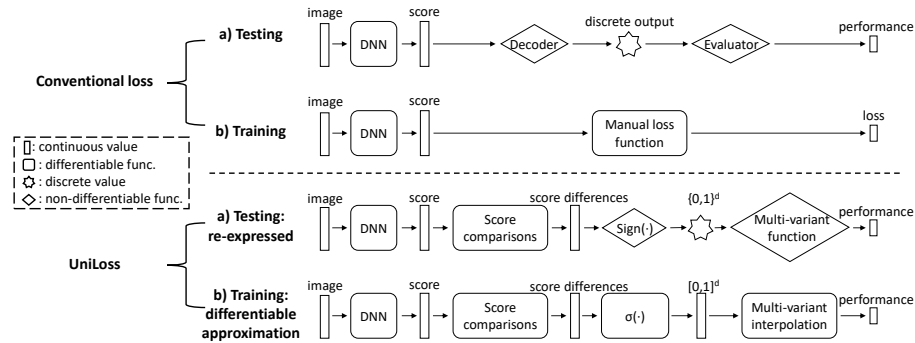 a) Testing
image
DNN
score
Decoder
discrete output
Evaluator
performance
Conventional loss
b) Training
image
DNN
score
Manual loss
function
loss
: continuous value
: differentiable func.
: discrete value
: non-differentiable func.
a) Testing:
re-expressed
image
DNN
score
Score
comparisons
score differences
Sign(·)
{0,1}ᵈ
Multi-variant
function
performance
UniLoss
b) Training:
differentiable
approximation
image
DNN
score
Score
comparisons
score differences
σ(·)
[0,1]ᵈ
Multi-variant
interpolation
performance